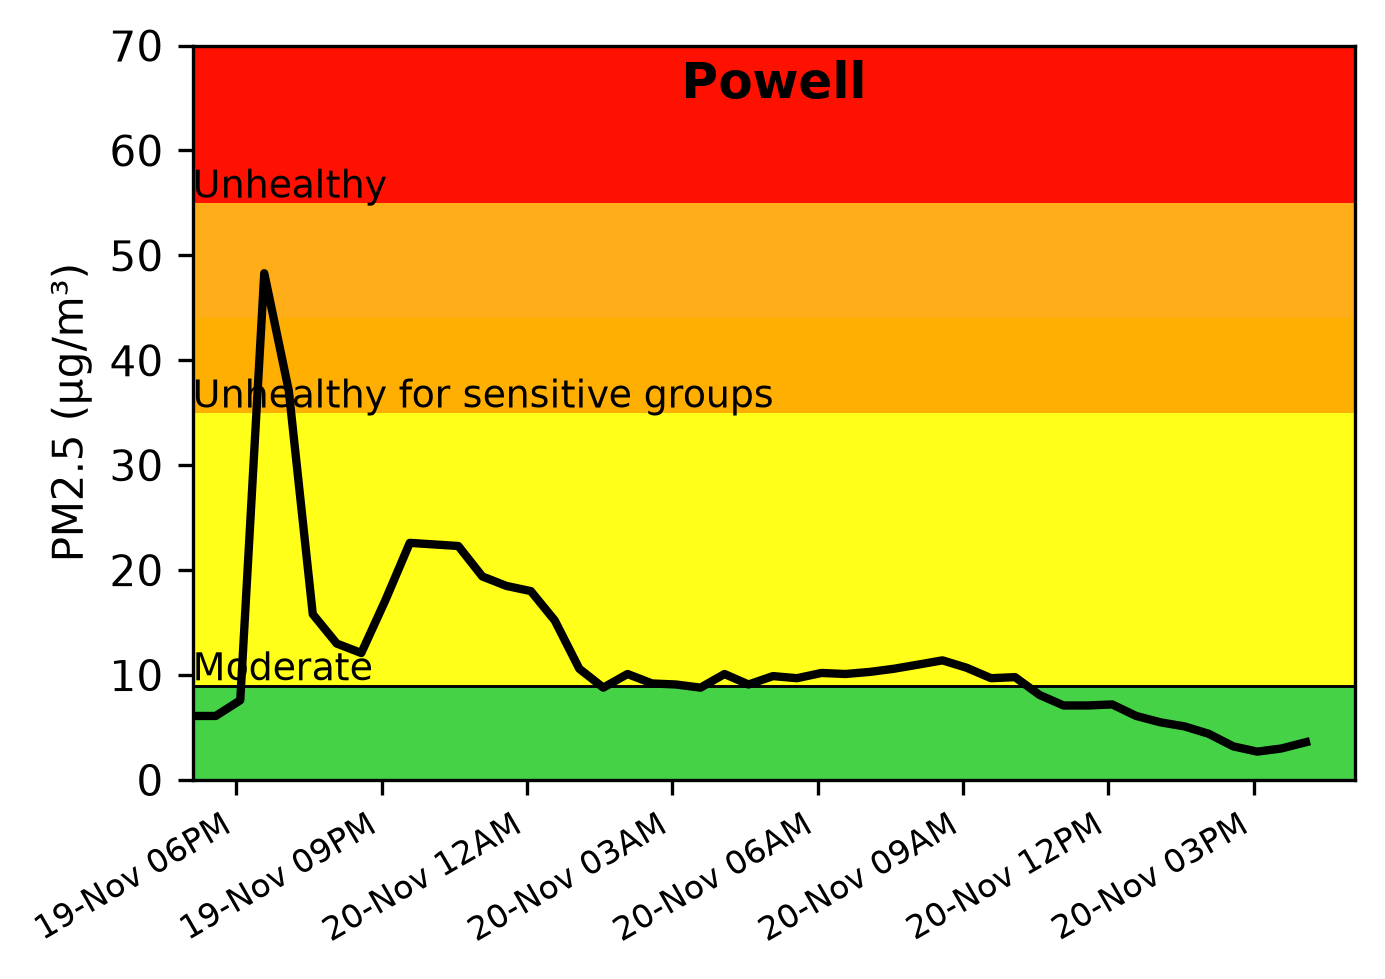 Powell
PM2.5 (µg/m³)
70
60
50
40
30
20
10
0
Unhealthy
Unhealthy for sensitive groups
Moderate
19-Nov 06PM
19-Nov 09PM
20-Nov 12AM
20-Nov 03AM
20-Nov 06AM
20-Nov 09AM
20-Nov 12PM
20-Nov 03PM